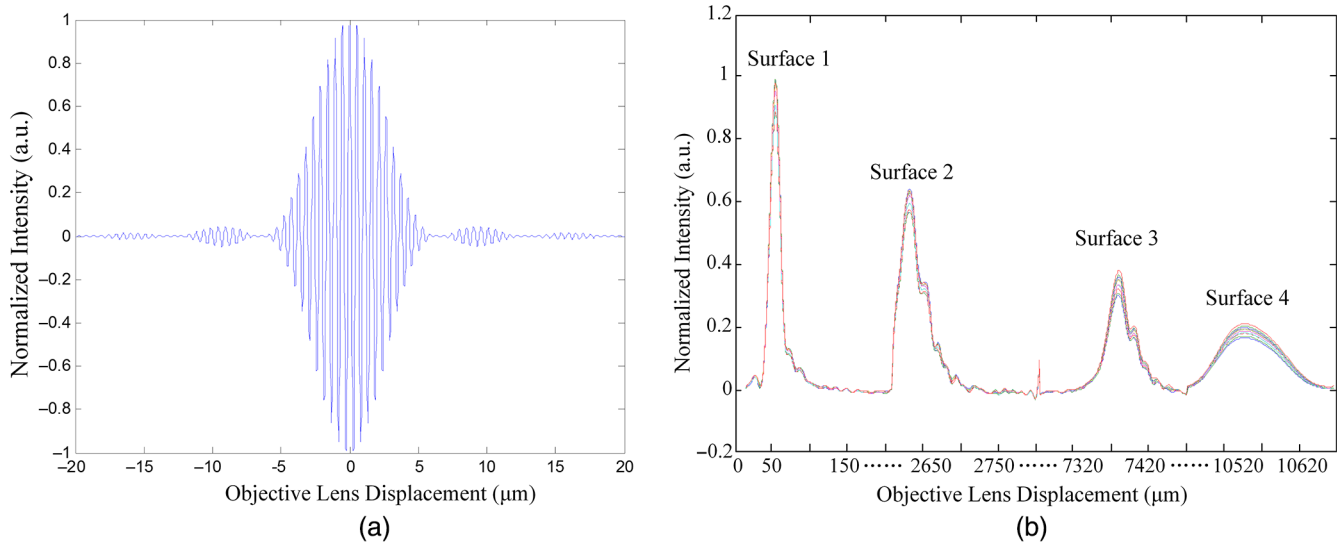 1
0.8
0.6
0.4
0.2
0
−0.2
−0.4
−0.6
−0.8
−1
−20
−15
−10
−5
0
5
10
15
20
Normalized Intensity (a.u.)
Objective Lens Displacement (μm)
(a)
1.2
1
0.8
0.6
0.4
0.2
0
−0.2
Normalized Intensity (a.u.)
Surface 1
Surface 2
Surface 3
Surface 4
0 50 150 ······ 2650 2750 ······ 7320 7420 ······ 10520 10620
Objective Lens Displacement (μm)
(b)